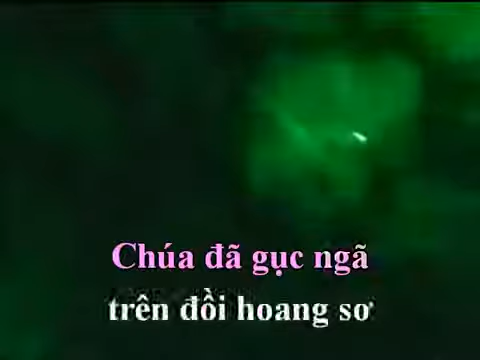 Chúa đã gục ngã
trên đồi hoang sơ